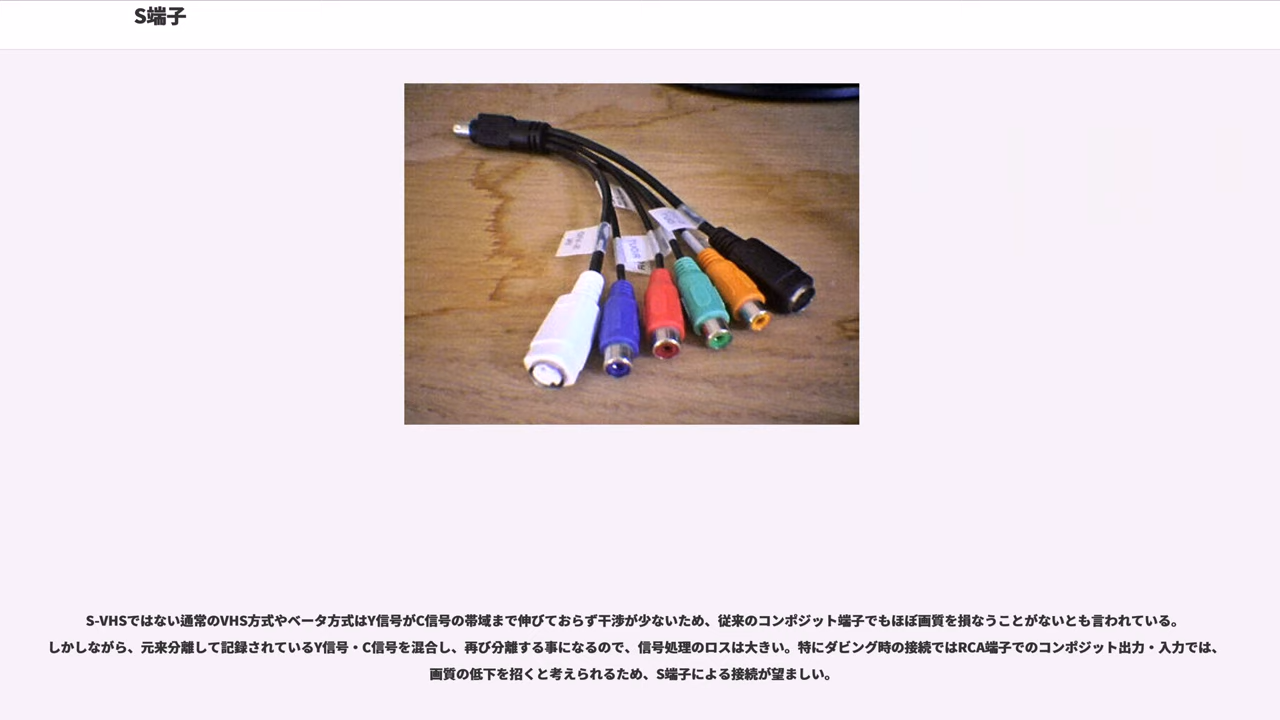 S端子
S-VHSではない通常のVHS方式やベータ方式はY信号がC信号の帯域まで伸びておらず干渉が少ないため、従来のコンポジット端子でもほぼ画質を損なうことがないとも言われている。
しかしながら、元来分離して記録されているY信号・C信号を混合し、再び分離する事になるので、信号処理のロスは大きい。特にダビング時の接続ではRCA端子でのコンポジット出力・入力では、
画質の低下を招くと考えられるため、S端子による接続が望ましい。